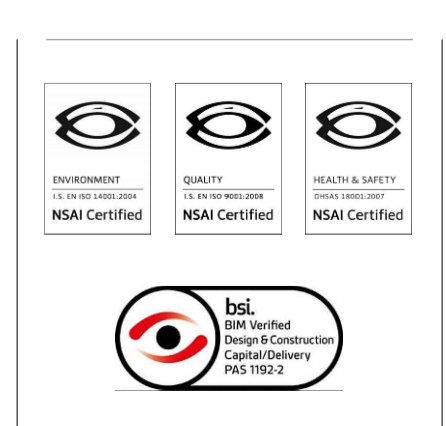 ENVIRONMENT
I.S. EN ISO 14001:2004
NSAI Certified
QUALITY
I.S. EN ISO 9001:2008
NSAI Certified
HEALTH & SAFETY
OHSAS 18001:2007
NSAI Certified
bsi.
BIM Verified
Design & Construction
Capital/Delivery
PAS 1192-2